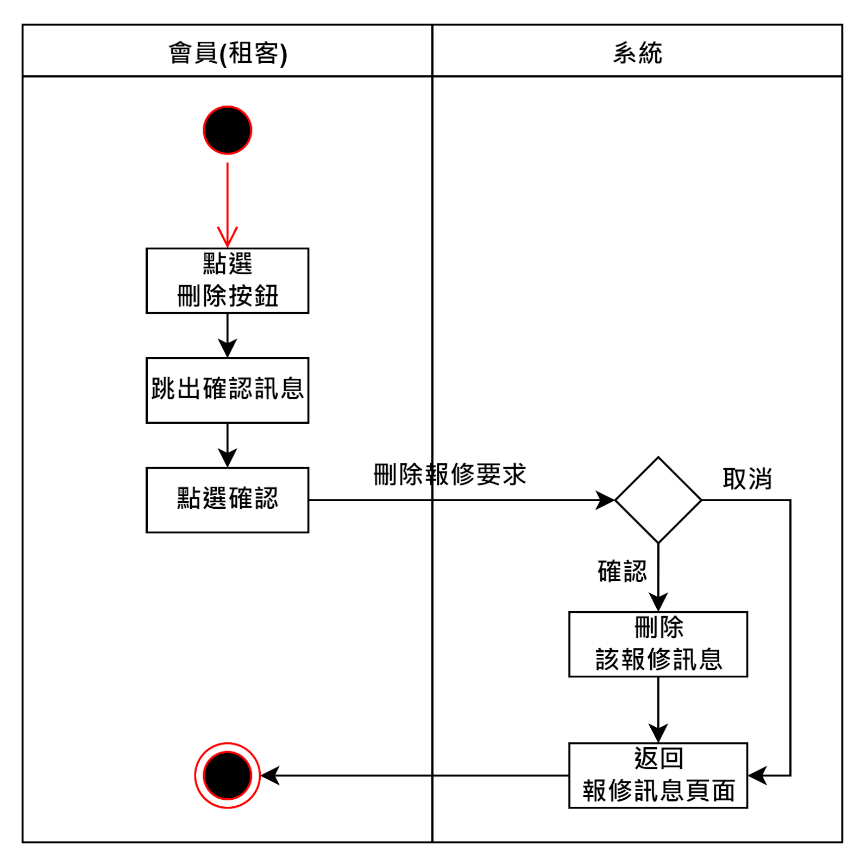 會員(租客)
系統
點選
刪除按鈕
跳出確認訊息
點選確認
刪除報修要求
取消
確認
刪除
該報修訊息
返回
報修訊息頁面